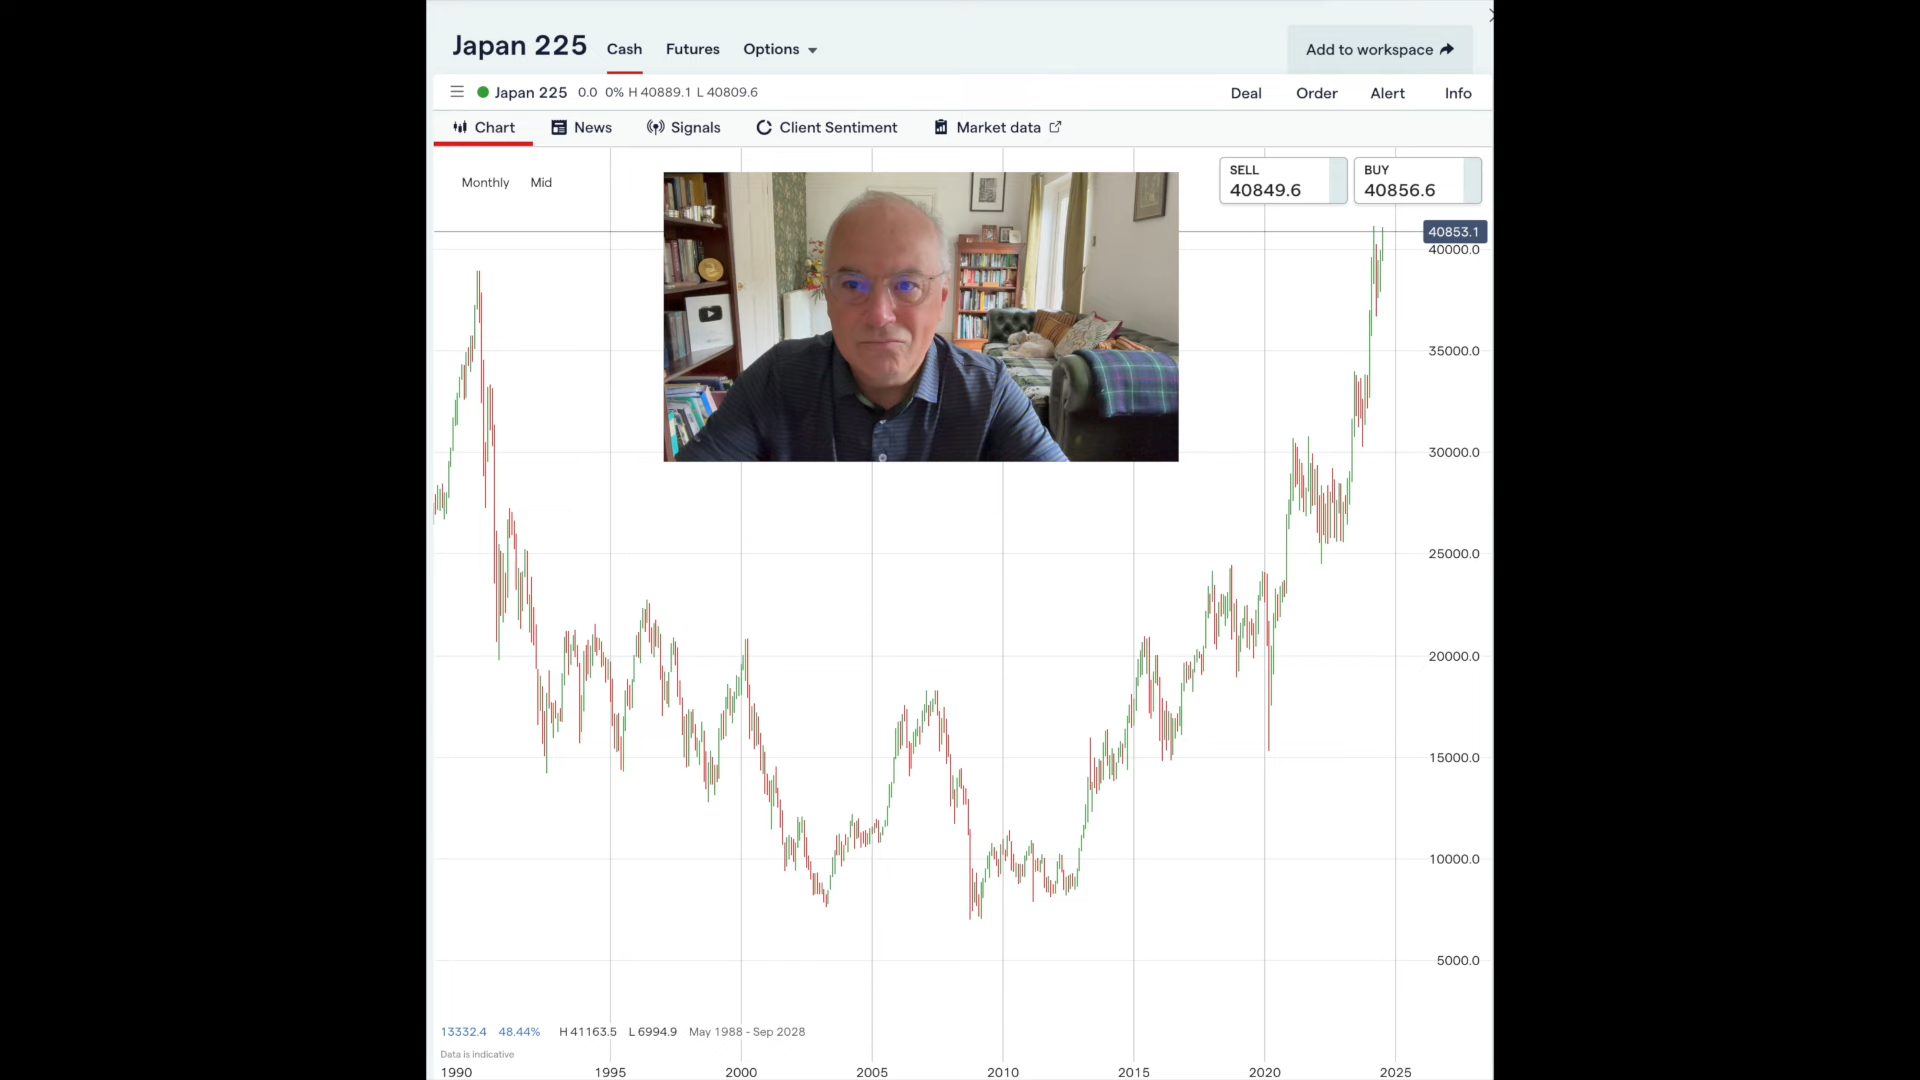 Japan 225 Cash Futures Options Add to workspace
Japan 225 0.0 0% H 40889.1 L 40809.6 Deal Order Alert Info
Chart News Signals Client Sentiment Market data
Monthly Mid
SELL
40849.6
BUY
40856.6
40853.1
40000.0
35000.0
30000.0
25000.0
20000.0
15000.0
10000.0
5000.0
13332.4 48.44% H 41163.5 L 6994.9 May 1988 - Sep 2028
Data is indicative
1990 1995 2000 2005 2010 2015 2020 2025